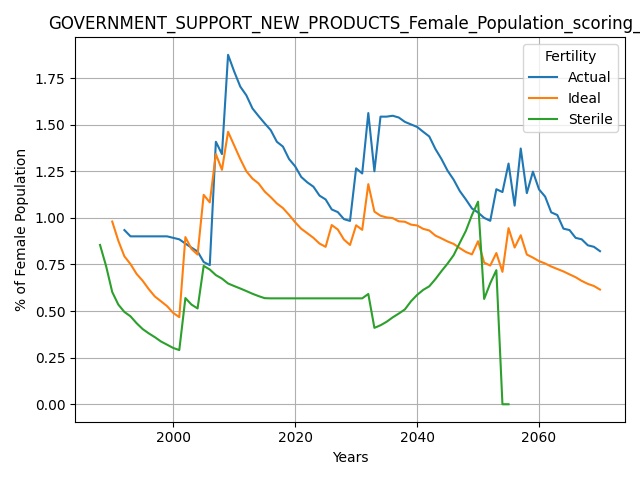 GOVERNMENT_SUPPORT_NEW_PRODUCTS_Female_Population_scoring_
Fertility
Actual
Ideal
Sterile
1.75
1.50
1.25
1.00
0.75
0.50
0.25
0.00
% of Female Population
2000 2020 2040 2060
Years